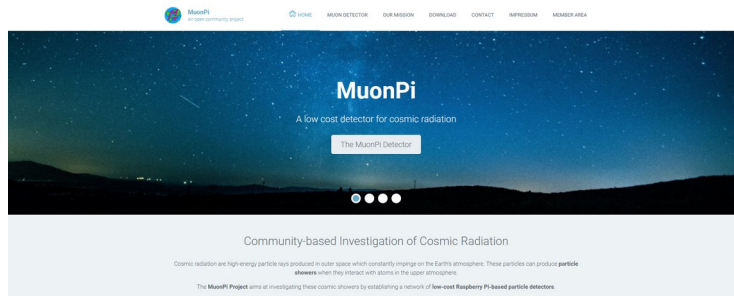 MuonPi
An open community project
HOME MUON DETECTOR OUR MISSION DOWNLOAD CONTACT IMPRESSUM MEMBER AREA
MuonPi
A low cost detector for cosmic radiation
The MuonPi Detector
Community-based Investigation of Cosmic Radiation
Cosmic radiation are high-energy particle rays produced in outer space which constantly impinge on the Earth's atmosphere. These particles can produce particle
showers when they interact with atoms in the upper atmosphere.
The MuonPi Project aims at investigating these cosmic showers by establishing a network of low-cost Raspberry Pi-based particle detectors.